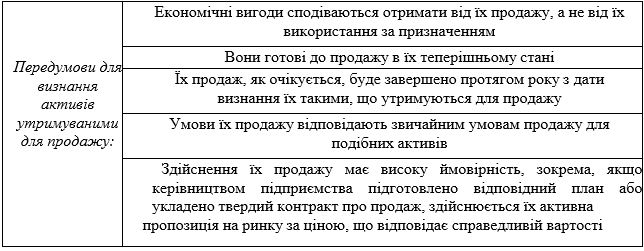 Передумови для
визнання
активів
утримуваними
для продажу:
Економічні вигоди сподіваються отримати від їх продажу, а не від їх
використання за призначенням
Вони готові до продажу в їх теперішньому стані
Їх продаж, як очікується, буде завершено протягом року з дати
визнання їх такими, що утримуються для продажу
Умови їх продажу відповідають звичайним умовам продажу для
подібних активів
Здійснення їх продажу має високу ймовірність, зокрема, якщо
керівництвом підприємства підготовлено відповідний план або
укладено твердий контракт про продаж, здійснюється їх активна
пропозиція на ринку за ціною, що відповідає справедливій вартості